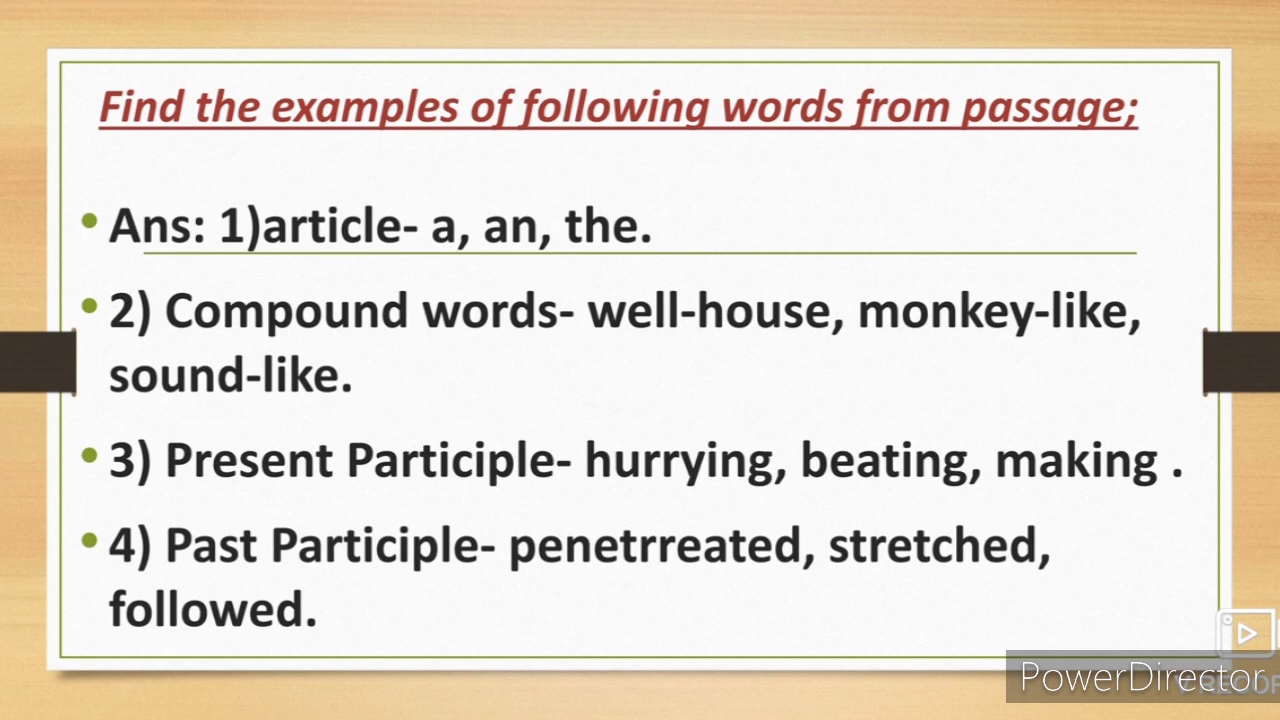 Find the examples of following words from passage;
• Ans: 1)article- a, an, the.
• 2) Compound words- well-house, monkey-like,
sound-like.
• 3) Present Participle- hurrying, beating, making .
• 4) Past Participle- penetrreated, stretched,
followed.
PowerDirector